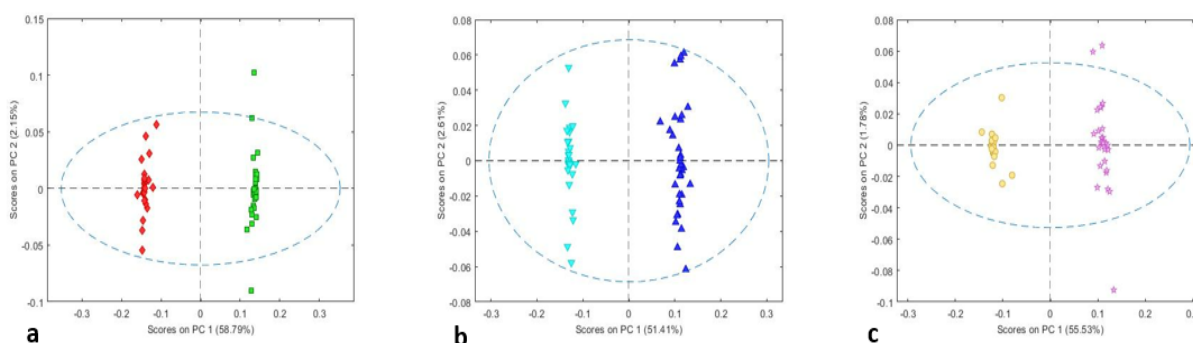 0.15
0.1
0.05
0
-0.05
-0.1
Scores on PC 2 (2.15%)
-0.3 -0.2 -0.1 0 0.1 0.2 0.3
Scores on PC 1 (58.79%)
a
0.08
0.06
0.04
0.02
0
-0.02
-0.04
-0.06
-0.08
Scores on PC 2 (2.61%)
-0.3 -0.2 -0.1 0 0.1 0.2 0.3
Scores on PC 1 (51.41%)
b
0.08
0.06
0.04
0.02
0
-0.02
-0.04
-0.06
-0.08
-0.1
Scores on PC 2 (1.78%)
-0.3 -0.2 -0.1 0 0.1 0.2 0.3
Scores on PC 1 (55.53%)
c